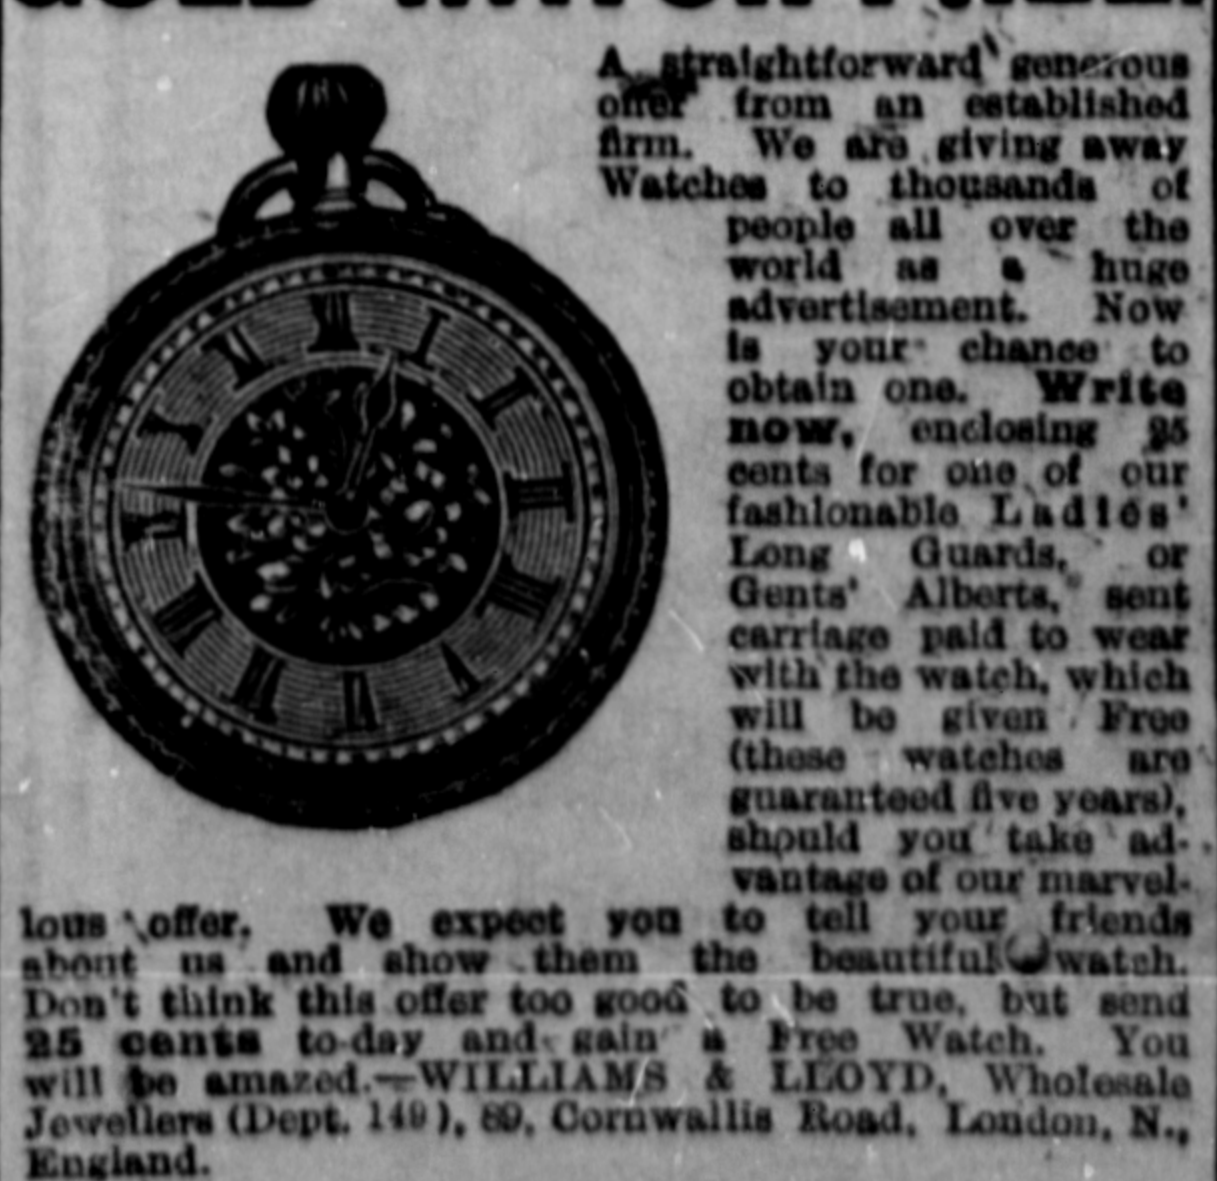 A straightforward generous
offer from an established
firm. We are giving away
Watches to thousands of
people all over the
world as a huge
advertisement. Now
is your chance to
obtain one. Write
now, enclosing 25
cents for one of our
fashionable Ladies'
Long Guards, or
Gents' Alberts, sent
carriage paid to wear
with the watch, which
will be given Free
(these watches are
guaranteed five years),
should you take ad-
vantage of our marvel-
lous offer. We expect you to tell your friends
about us and show them the beautiful watch.
Don't think this offer too good to be true, but send
25 cents to-day and gain a Free Watch. You
will be amazed.—WILLIAMS & LLOYD, Wholesale
Jewellers (Dept. 149), 89, Cornwallis Road, London, N.,
England.